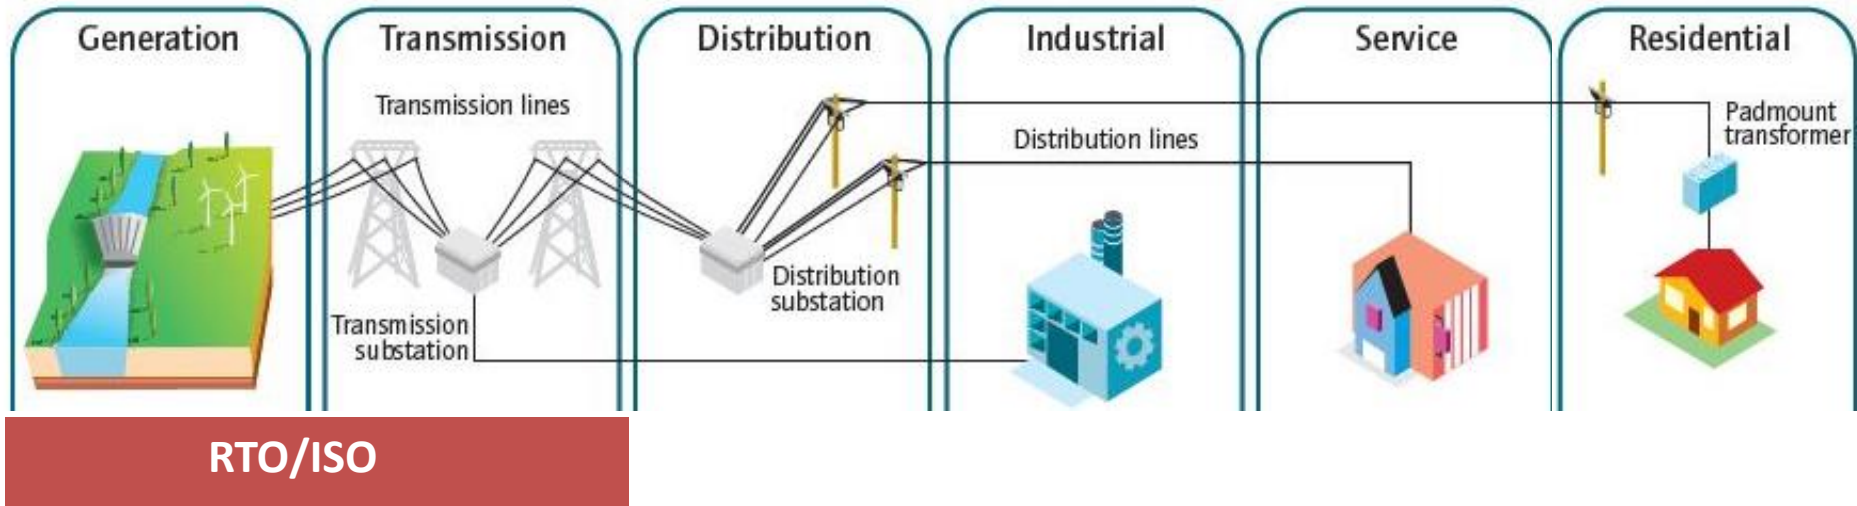 Generation
Transmission
Distribution
Industrial
Service
Residential
Transmission lines
Transmission
substation
Distribution
substation
Distribution lines
Padmount
transformer
RTO/ISO